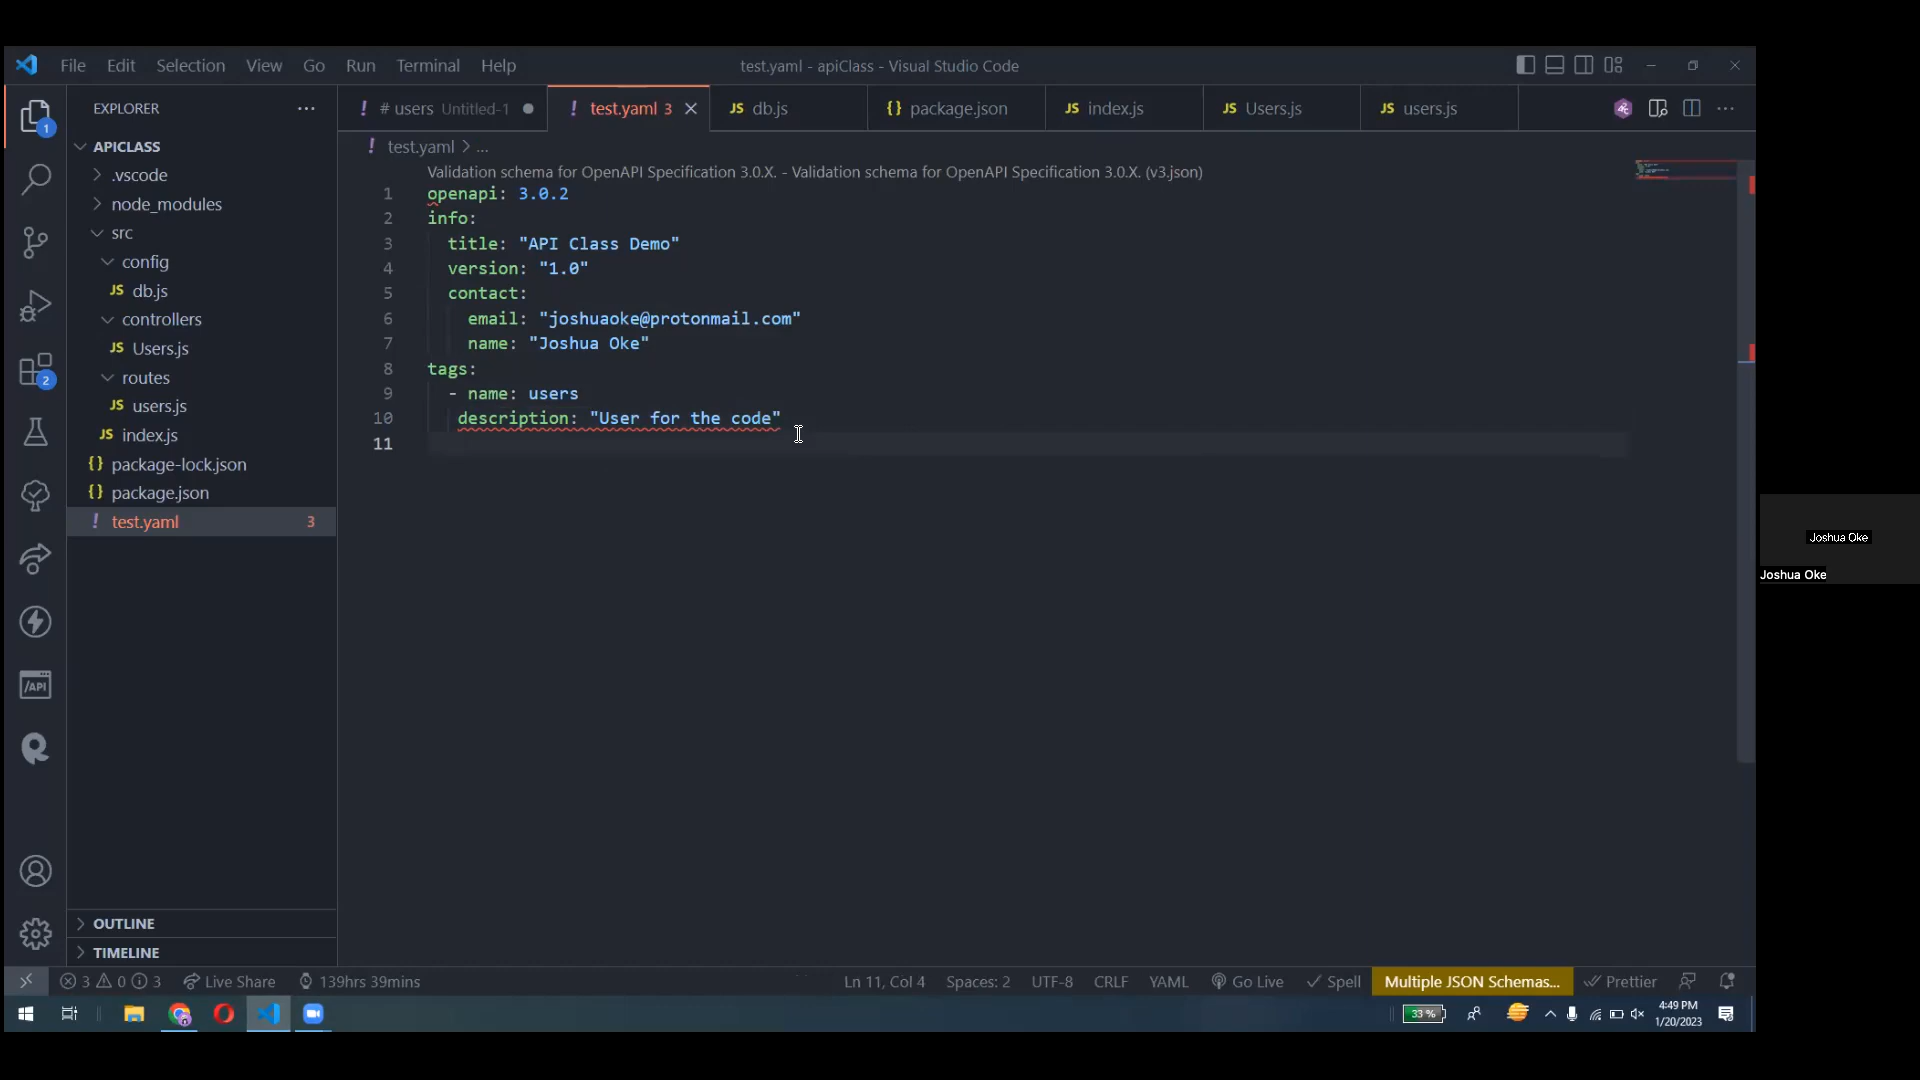 File Edit Selection View Go Run Terminal Help
test.yaml - apiClass - Visual Studio Code
EXPLORER
# users Untitled-1
test.yaml 3
db.js
package.json
index.js
Users.js
users.js
1
APICLASS
.vscode
node_modules
src
config
db.js
controllers
Users.js
routes
users.js
index.js
package-lock.json
package.json
test.yaml 3
2
/API
OUTLINE
TIMELINE
test.yaml > ...
Validation schema for OpenAPI Specification 3.0.X. - Validation schema for OpenAPI Specification 3.0.X. (v3.json)
1 openapi: 3.0.2
2 info:
3 title: "API Class Demo"
4 version: "1.0"
5 contact:
6 email: "joshuaoke@protonmail.com"
7 name: "Joshua Oke"
8 tags:
9 - name: users
10 description: "User for the code"
11
Joshua Oke
Joshua Oke
3 0 3 Live Share 139hrs 39mins Ln 11, Col 4 Spaces: 2 UTF-8 CRLF YAML Go Live Spell Multiple JSON Schemas... Prettier
33 %
4:49 PM
1/20/2023